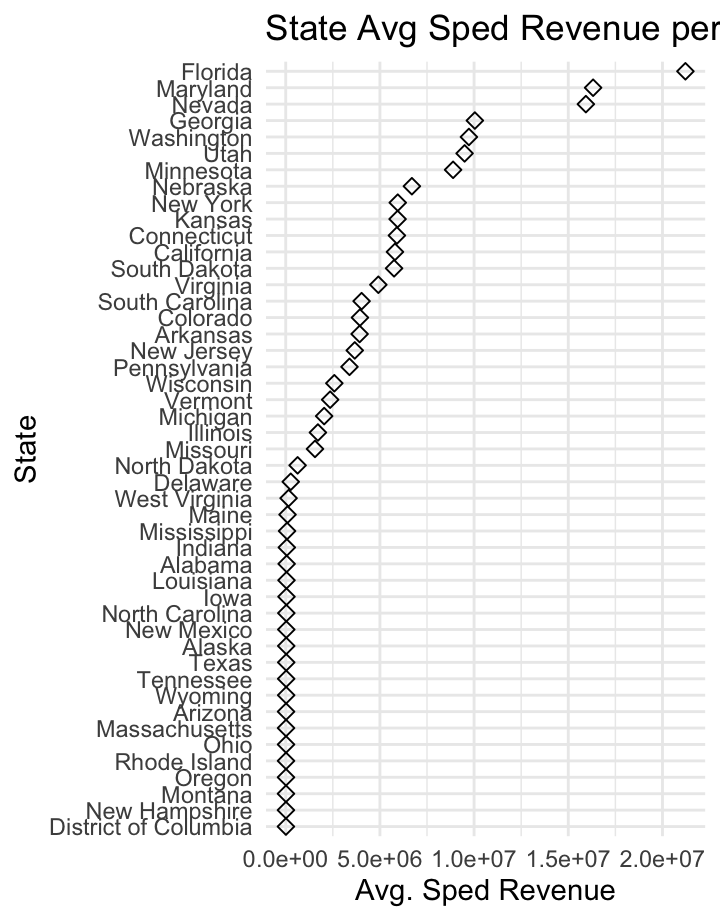 State Avg Sped Revenue per
Florida
Maryland
Nevada
Georgia
Washington
Utah
Minnesota
Nebraska
New York
Kansas
Connecticut
California
South Dakota
Virginia
South Carolina
Colorado
Arkansas
New Jersey
Pennsylvania
Wisconsin
Vermont
Michigan
Illinois
Missouri
North Dakota
Delaware
West Virginia
Maine
Mississippi
Indiana
Alabama
Louisiana
Iowa
North Carolina
New Mexico
Alaska
Texas
Tennessee
Wyoming
Arizona
Massachusetts
Ohio
Rhode Island
Oregon
Montana
New Hampshire
District of Columbia
State
0.0e+00 5.0e+06 1.0e+07 1.5e+07 2.0e+07
Avg. Sped Revenue